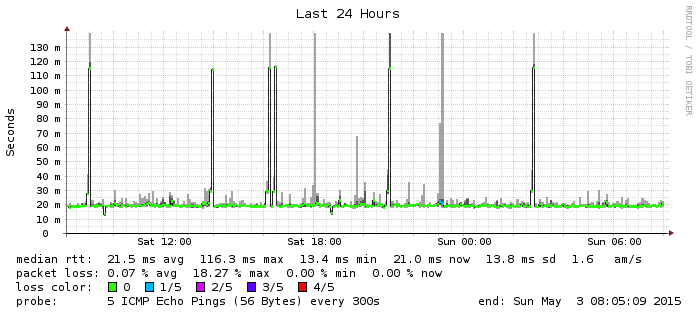 Last 24 Hours
RRDTOOL / TOBI OETIKER
Seconds
130 m
120 m
110 m
100 m
90 m
80 m
70 m
60 m
50 m
40 m
30 m
20 m
10 m
0
Sat 12:00 Sat 18:00 Sun 00:00 Sun 06:00
median rtt: 21.5 ms avg 116.3 ms max 13.4 ms min 21.0 ms now 13.8 ms sd 1.6 am/s
packet loss: 0.07 % avg 18.27 % max 0.00 % min 0.00 % now
loss color: 0 1/5 2/5 3/5 4/5
probe: 5 ICMP Echo Pings (56 Bytes) every 300s end: Sun May 3 08:05:09 2015